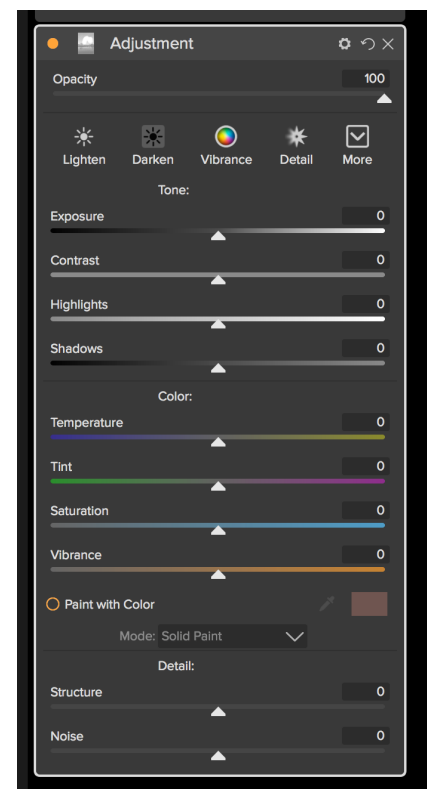 Adjustment
Opacity 100
Lighten Darken Vibrance Detail More
Tone:
Exposure 0
Contrast 0
Highlights 0
Shadows 0
Color:
Temperature 0
Tint 0
Saturation 0
Vibrance 0
Paint with Color
Mode: Solid Paint
Detail:
Structure 0
Noise 0